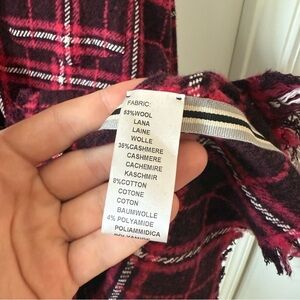 FABRIC:
53%WOOL
LANA
LAINE
WOLLE
35%CASHMERE
CASHMERE
CACHEMIRE
KASCHMIR
8%COTTON
COTONE
COTON
BAUMWOLLE
4% POLYAMIDE
POLIAMMIDICA
POLYAMIDE